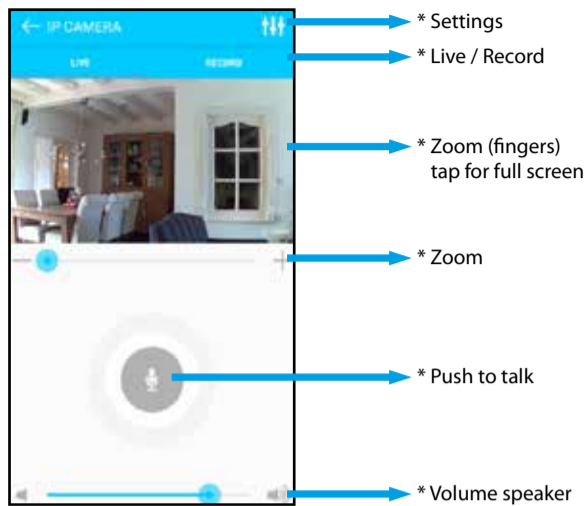 ← IP CAMERA
* Settings
LIVE RECORD
* Live / Record
* Zoom (fingers)
tap for full screen
* Zoom
* Push to talk
* Volume speaker